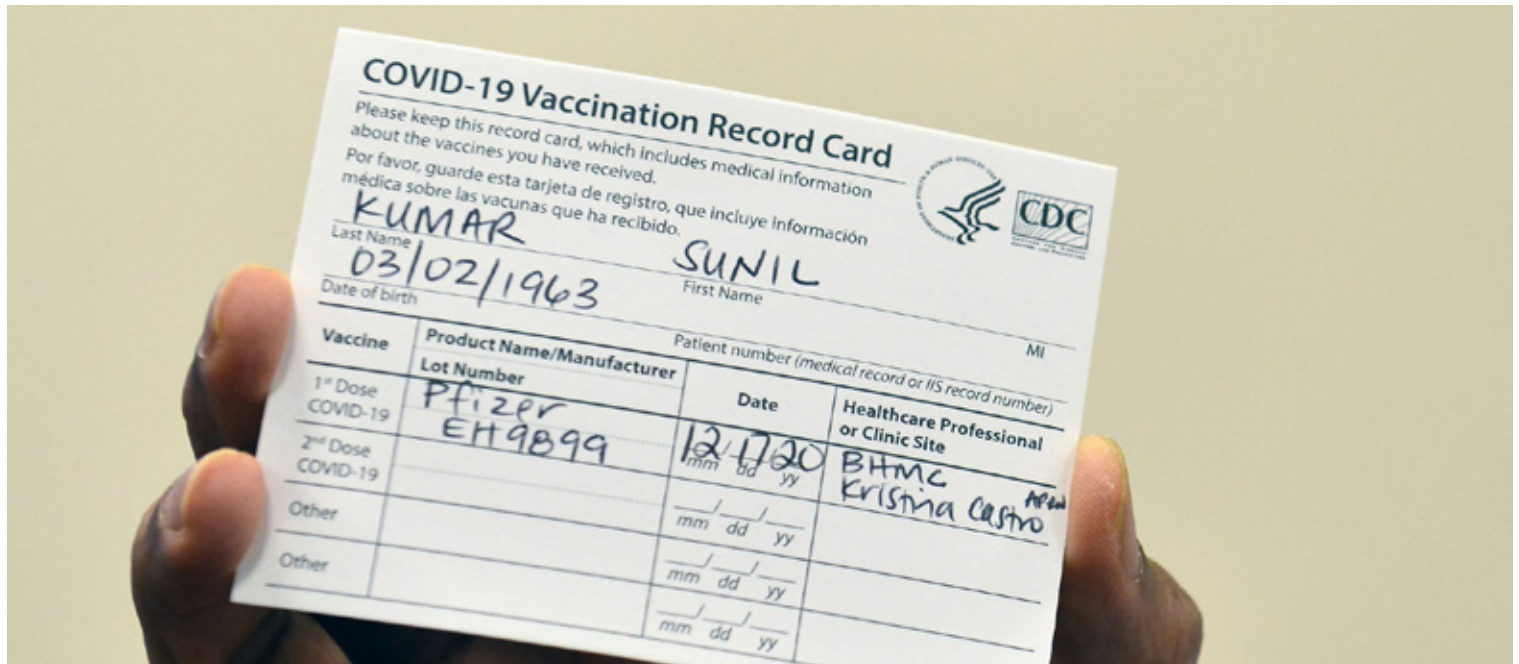 COVID-19 Vaccination Record Card
Please keep this record card, which includes medical information
about the vaccines you have received.
Por favor, guarde esta tarjeta de registro, que incluye información
médica sobre las vacunas que ha recibido.
CDC
KUMAR SUNIL
Last Name First Name MI
03/02/1963
Date of birth Patient number (medical record or IIS record number)
Vaccine Product Name/Manufacturer Date Healthcare Professional
Lot Number or Clinic Site
1st Dose Pfizer 12/17/20 BHMC
COVID-19 EH9899 mm dd yy Kristina Castro
2nd Dose
COVID-19 mm dd yy
Other mm dd yy
Other mm dd yy